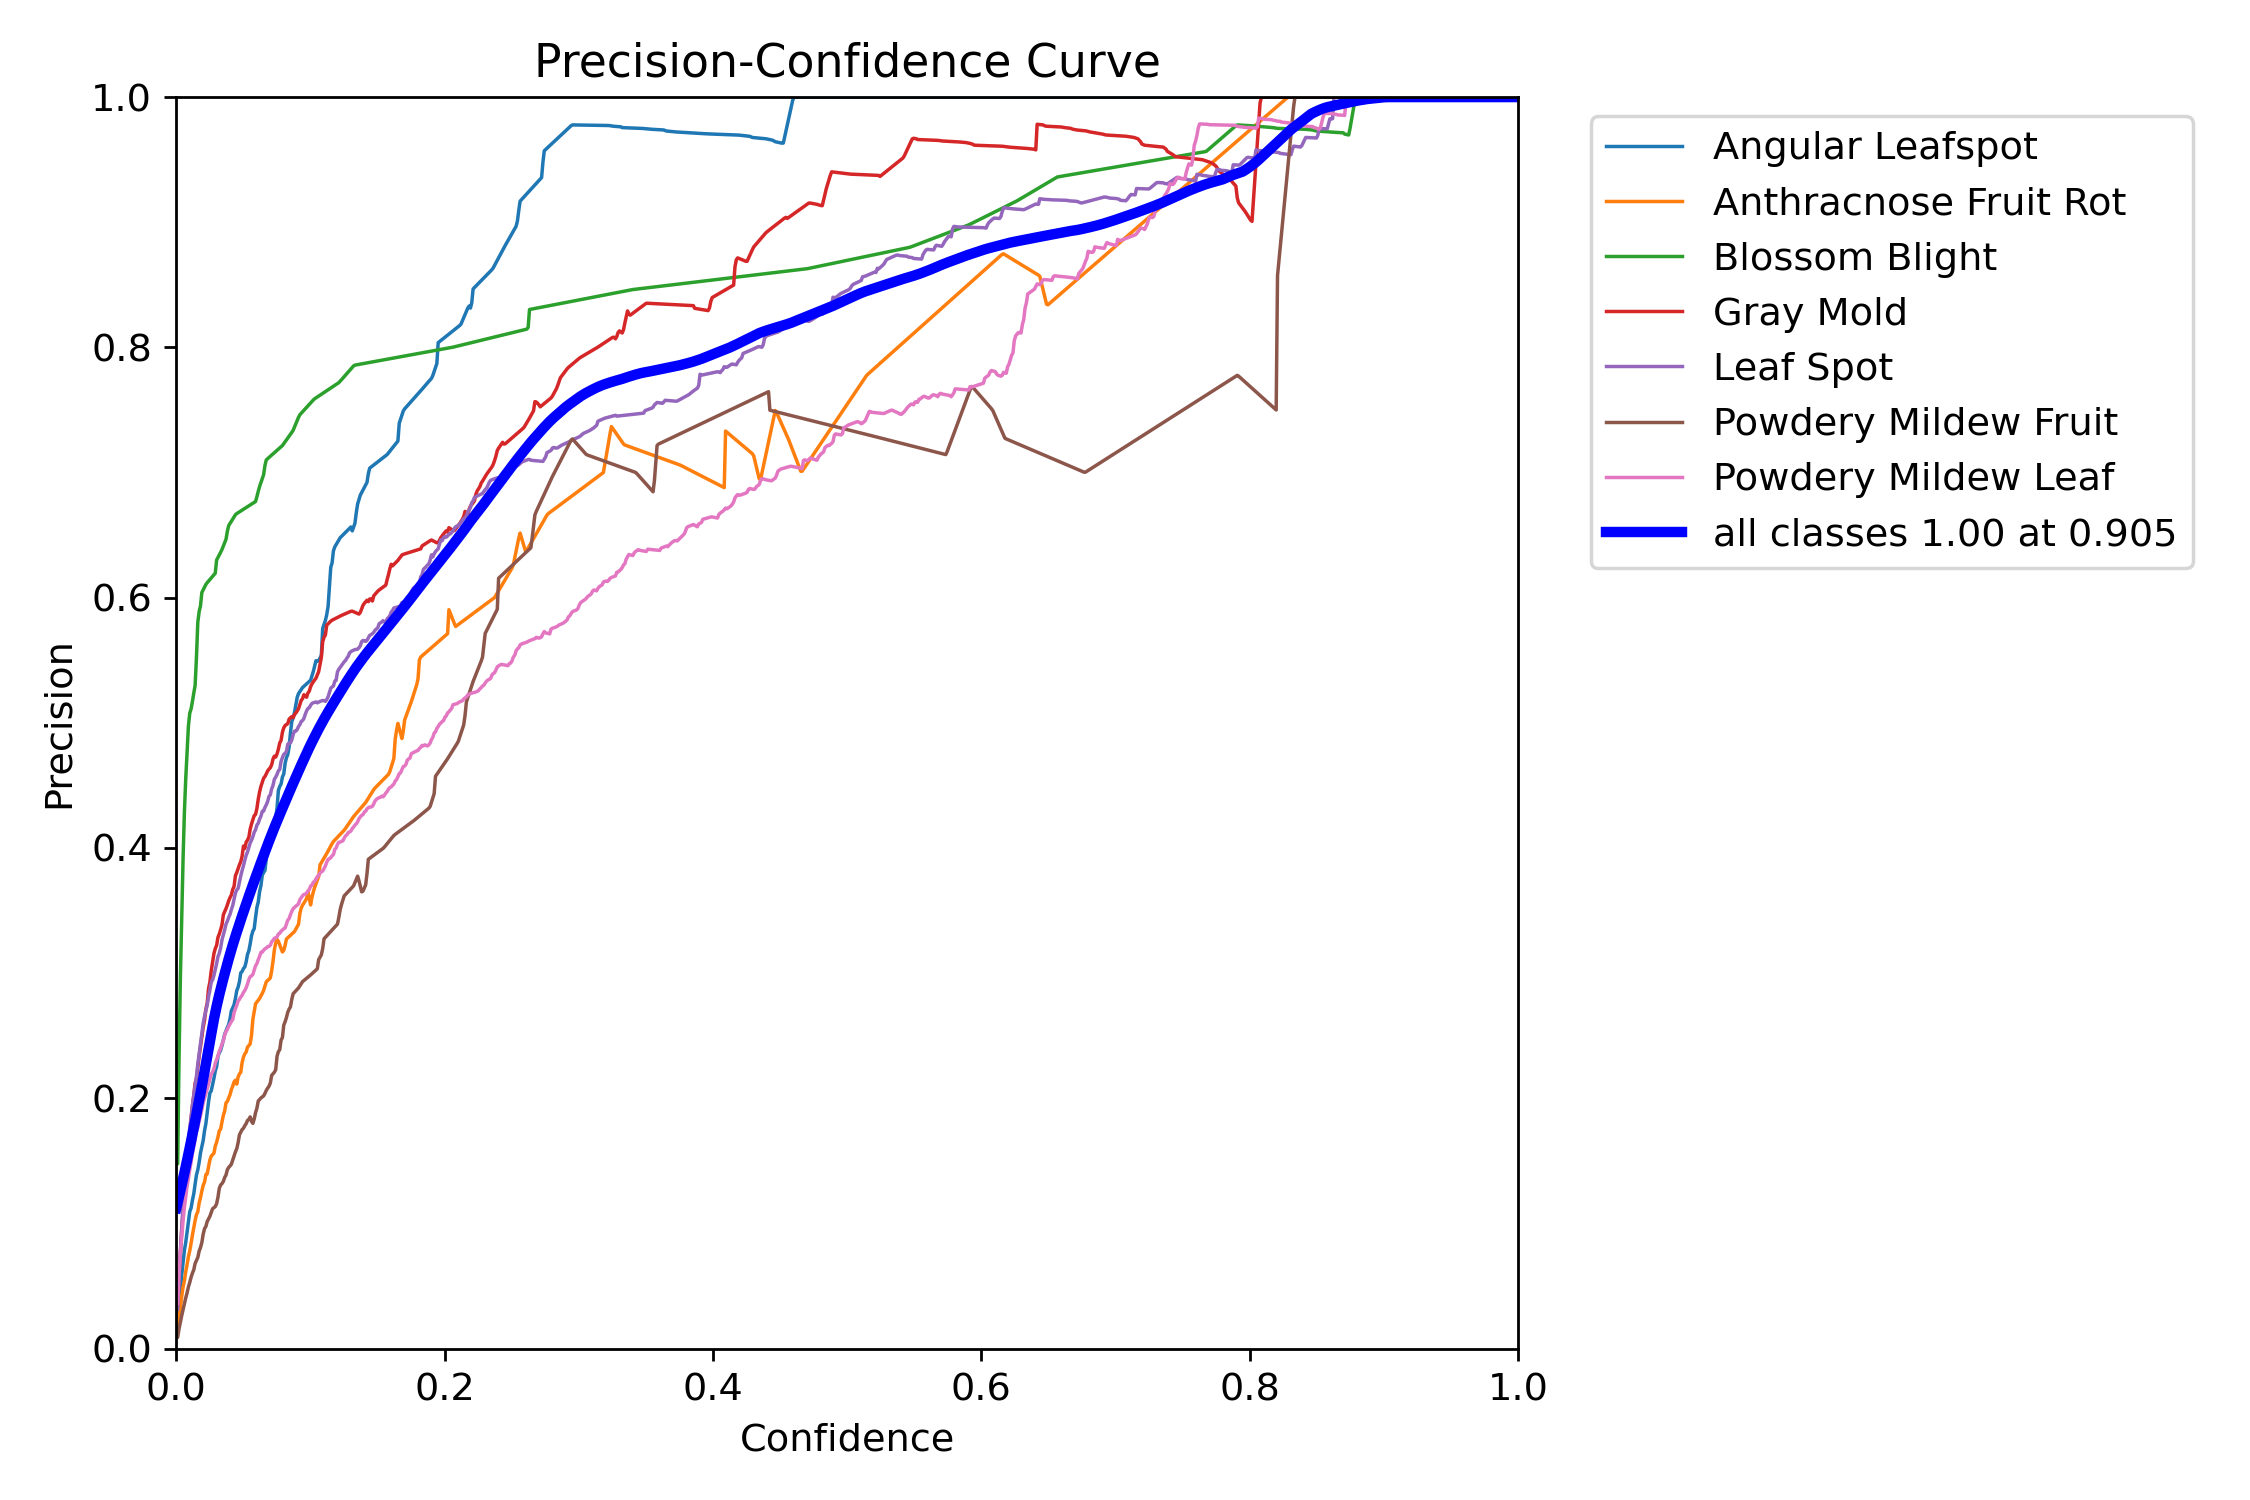 Precision-Confidence Curve
1.0
0.8
0.6
0.4
0.2
0.0
Precision
0.0 0.2 0.4 0.6 0.8 1.0
Confidence
Angular Leafspot
Anthracnose Fruit Rot
Blossom Blight
Gray Mold
Leaf Spot
Powdery Mildew Fruit
Powdery Mildew Leaf
all classes 1.00 at 0.905